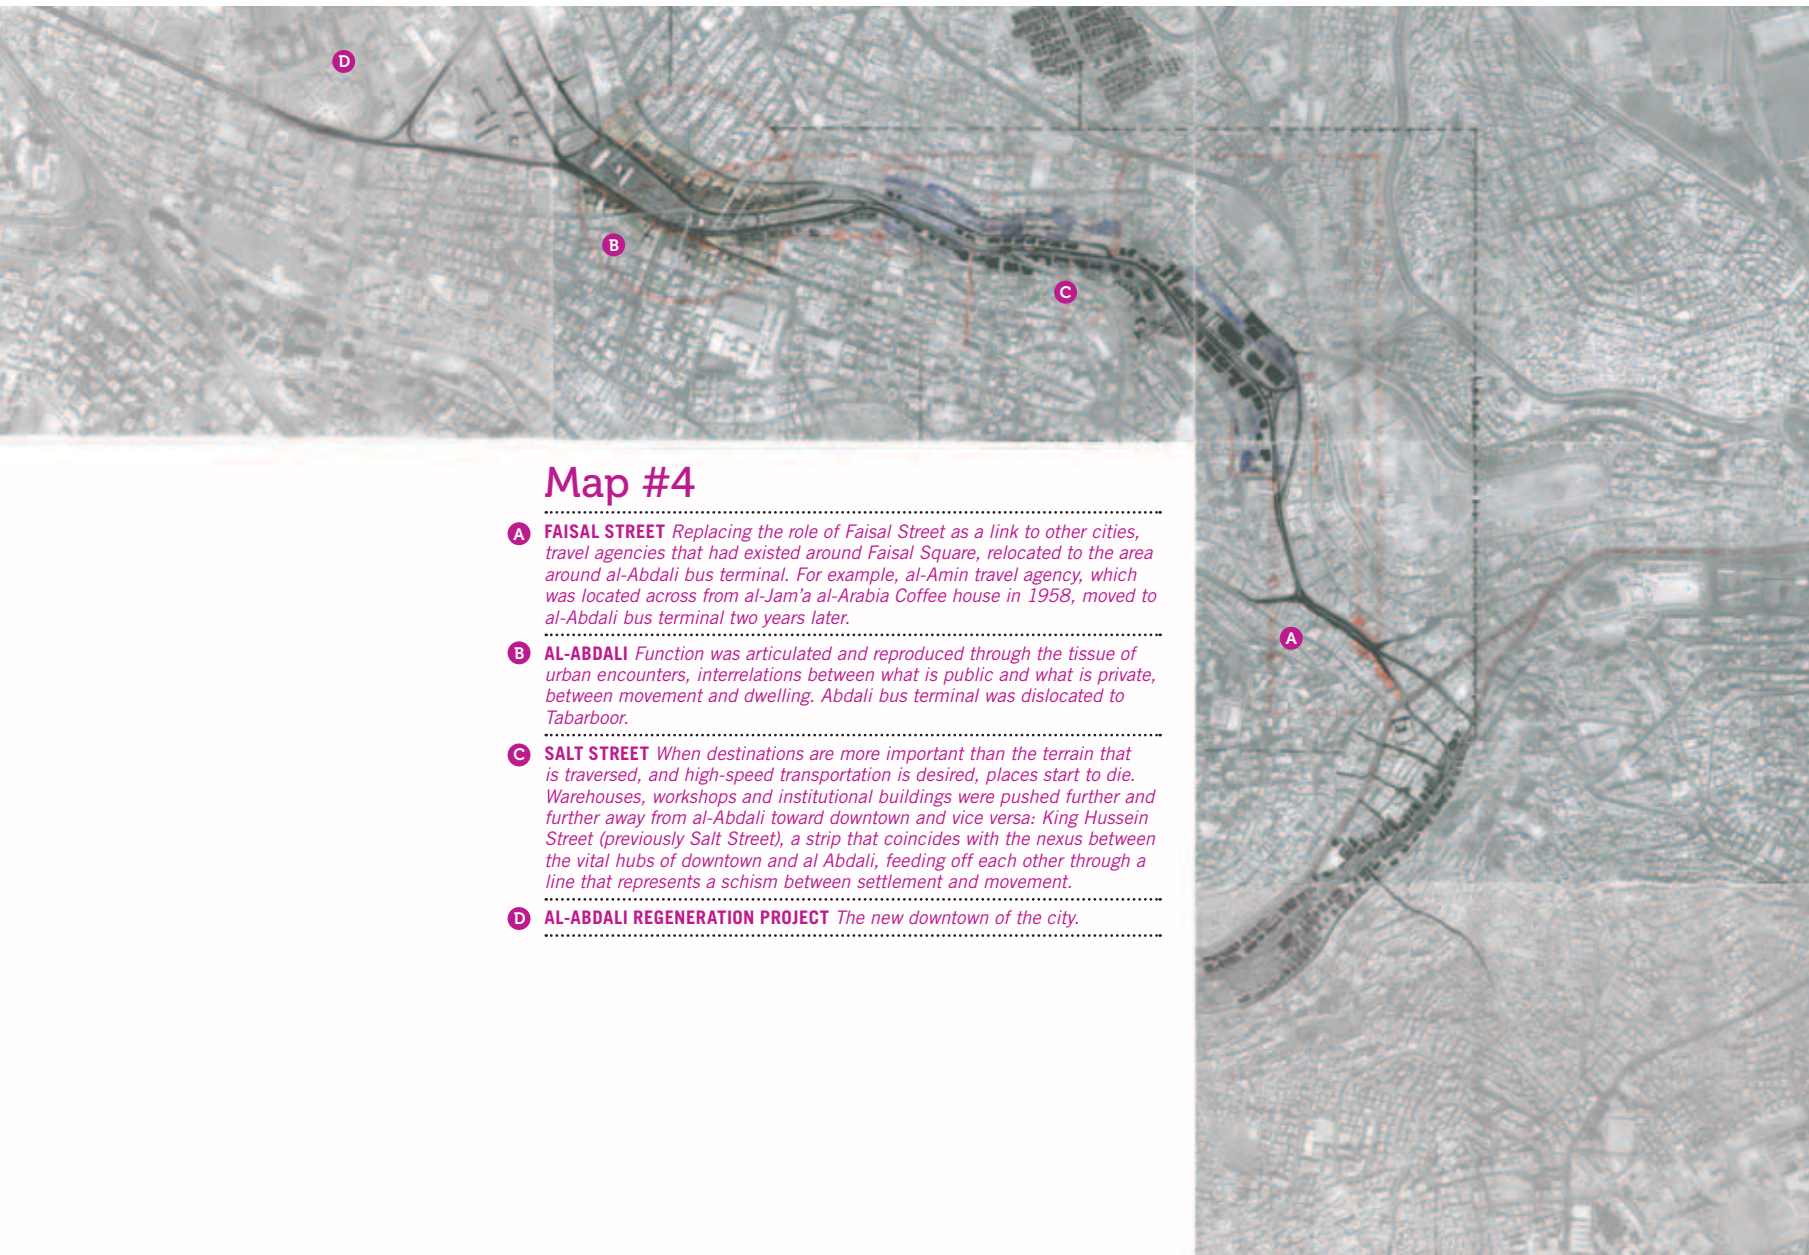 D
B
C
A
Map #4
A FAISAL STREET Replacing the role of Faisal Street as a link to other cities,
travel agencies that had existed around Faisal Square, relocated to the area
around al-Abdali bus terminal. For example, al-Amin travel agency, which
was located across from al-Jam'a al-Arabia Coffee house in 1958, moved to
al-Abdali bus terminal two years later.
B AL-ABDALI Function was articulated and reproduced through the tissue of
urban encounters, interrelations between what is public and what is private,
between movement and dwelling. Abdali bus terminal was dislocated to
Tabarboor.
C SALT STREET When destinations are more important than the terrain that
is traversed, and high-speed transportation is desired, places start to die.
Warehouses, workshops and institutional buildings were pushed further and
further away from al-Abdali toward downtown and vice versa: King Hussein
Street (previously Salt Street), a strip that coincides with the nexus between
the vital hubs of downtown and al Abdali, feeding off each other through a
line that represents a schism between settlement and movement.
D AL-ABDALI REGENERATION PROJECT The new downtown of the city.